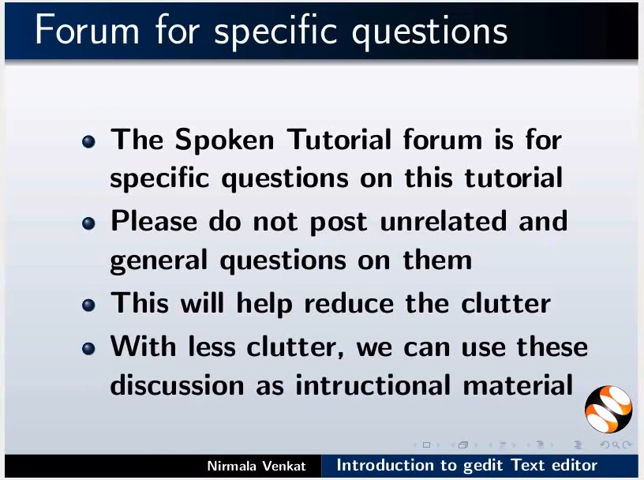 Forum for specific questions
The Spoken Tutorial forum is for
specific questions on this tutorial
Please do not post unrelated and
general questions on them
This will help reduce the clutter
With less clutter, we can use these
discussion as intructional material
Nirmala Venkat Introduction to gedit Text editor